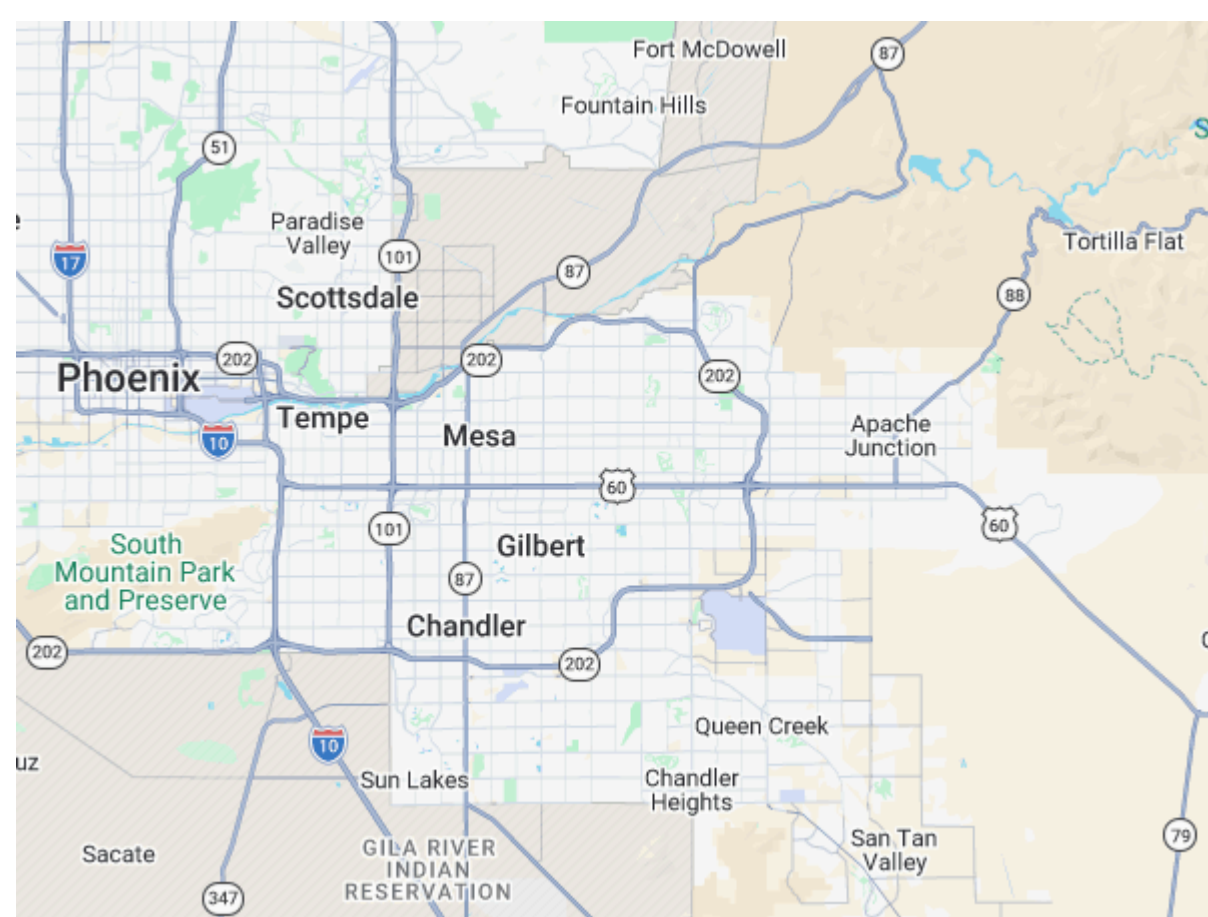 Fort McDowell
87
Fountain Hills
51
Paradise
Valley
17
101
87
Tortilla Flat
88
Scottsdale
202
202
202
Phoenix
Tempe
10
Mesa
Apache
Junction
60
60
101
South
Mountain Park
and Preserve
Gilbert
87
Chandler
202
202
Queen Creek
10
uz
Sun Lakes
Chandler
Heights
79
San Tan
Valley
Sacate
GILA RIVER
INDIAN
RESERVATION
347